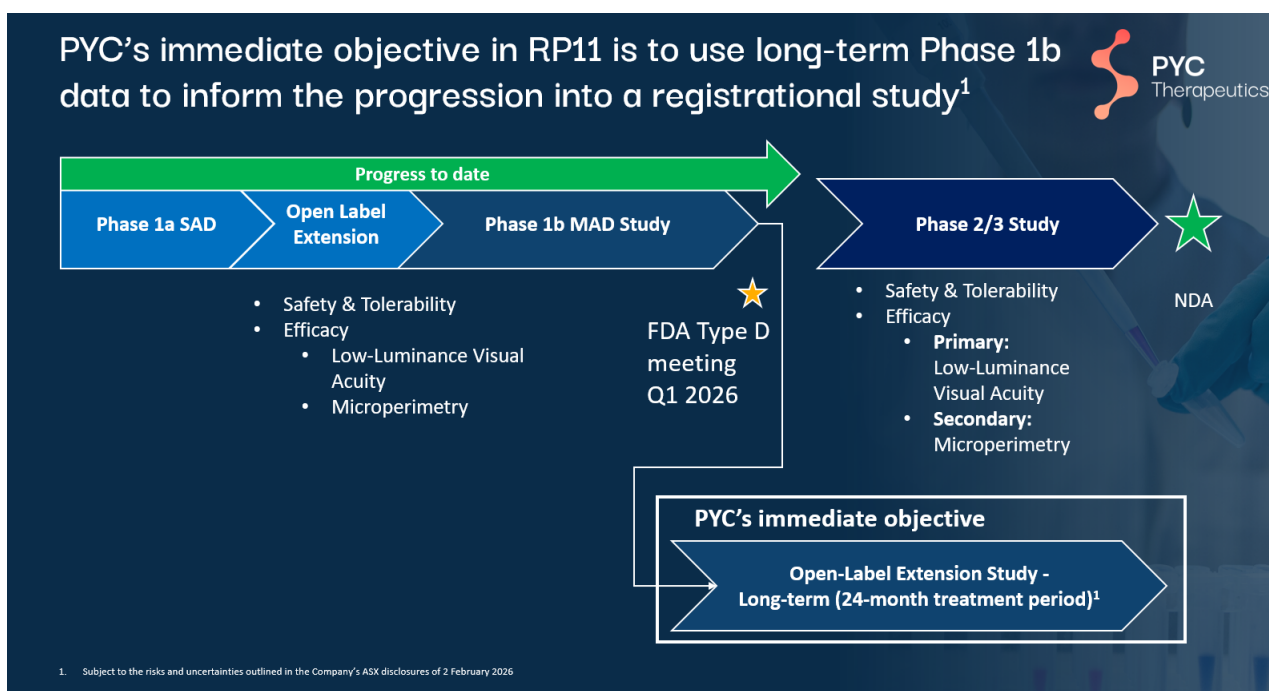 PYC's immediate objective in RP11 is to use long-term Phase 1b
data to inform the progression into a registrational study¹
PYC
Therapeutics
Progress to date
Phase 1a SAD
Open Label
Extension
Phase 1b MAD Study
Phase 2/3 Study
• Safety & Tolerability
• Efficacy
• Low-Luminance Visual
Acuity
• Microperimetry
FDA Type D
meeting
Q1 2026
• Safety & Tolerability
• Efficacy
• Primary:
Low-Luminance
Visual Acuity
• Secondary:
Microperimetry
NDA
PYC's immediate objective
Open-Label Extension Study -
Long-term (24-month treatment period)¹
1. Subject to the risks and uncertainties outlined in the Company's ASX disclosures of 2 February 2026